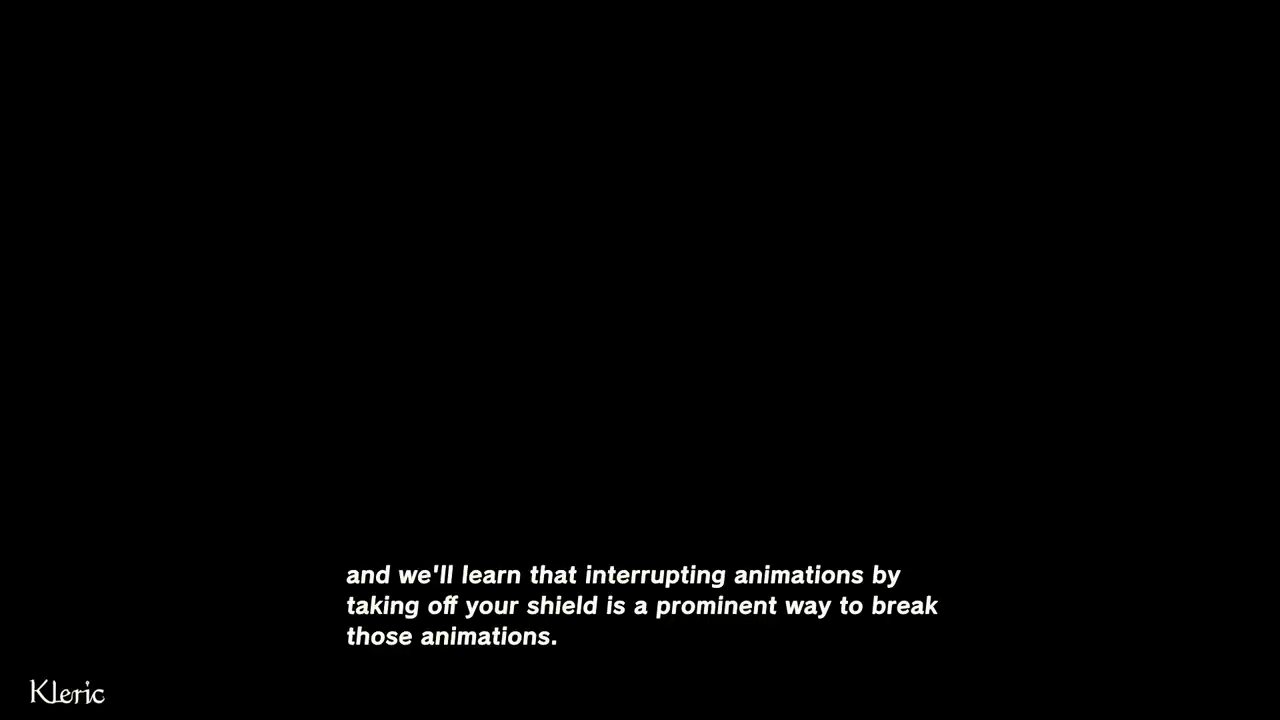 and we'll learn that interrupting animations by
taking off your shield is a prominent way to break
those animations.
Kleric